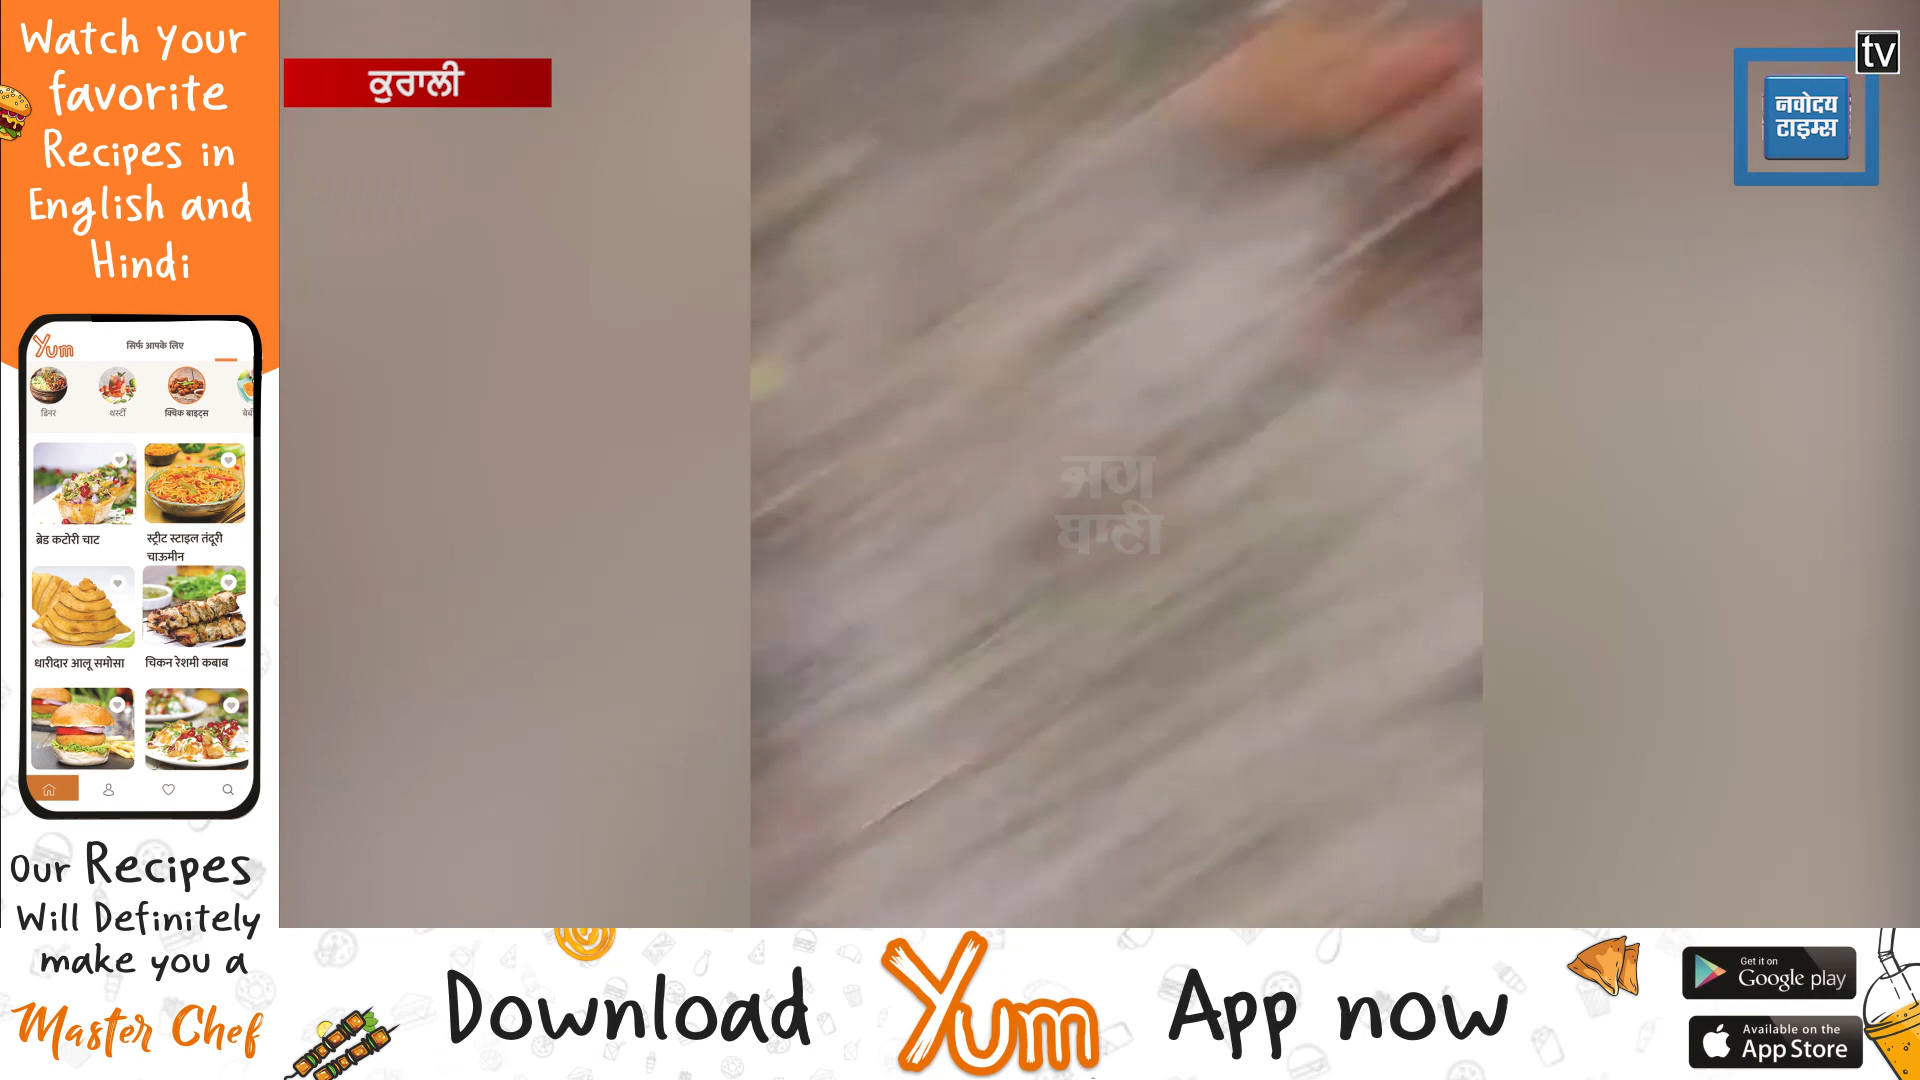 Watch your
favorite
Recipes in
English and
Hindi
ਕੁਰਾਲੀ
tv
नवोदय
टाइम्स
Yum
सिर्फ आपके लिए
डिनर
थर्स्टी
क्विक बाइट्स
ब्रेड कटोरी चाट
स्ट्रीट स्टाइल तंदूरी
चाऊमीन
धारीदार आलू समोसा
चिकन रेशमी कबाब
ਜਗ
ਬਾਣੀ
Our Recipes
Will Definitely
make you a
Master Chef
Download Yum App now
Get it on
Google play
Available on the
App Store